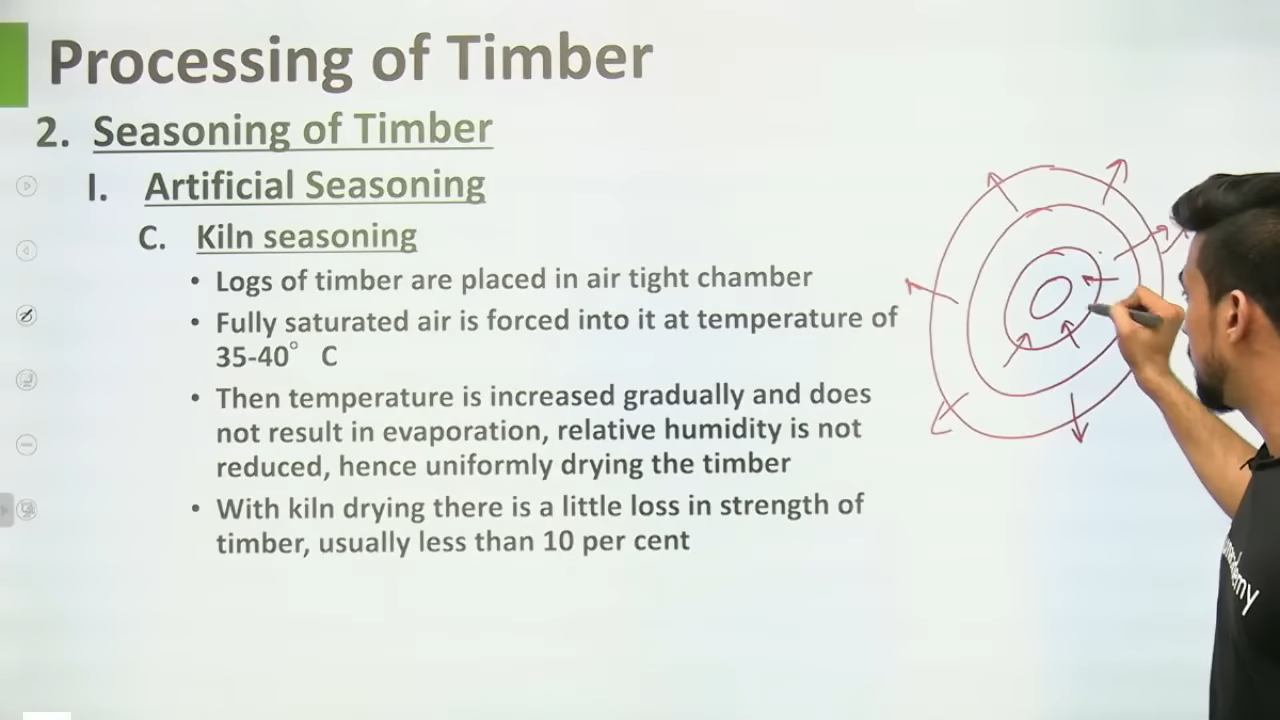 Processing of Timber
2. Seasoning of Timber
I. Artificial Seasoning
C. Kiln seasoning
• Logs of timber are placed in air tight chamber
• Fully saturated air is forced into it at temperature of
35-40° C
• Then temperature is increased gradually and does
not result in evaporation, relative humidity is not
reduced, hence uniformly drying the timber
• With kiln drying there is a little loss in strength of
timber, usually less than 10 per cent